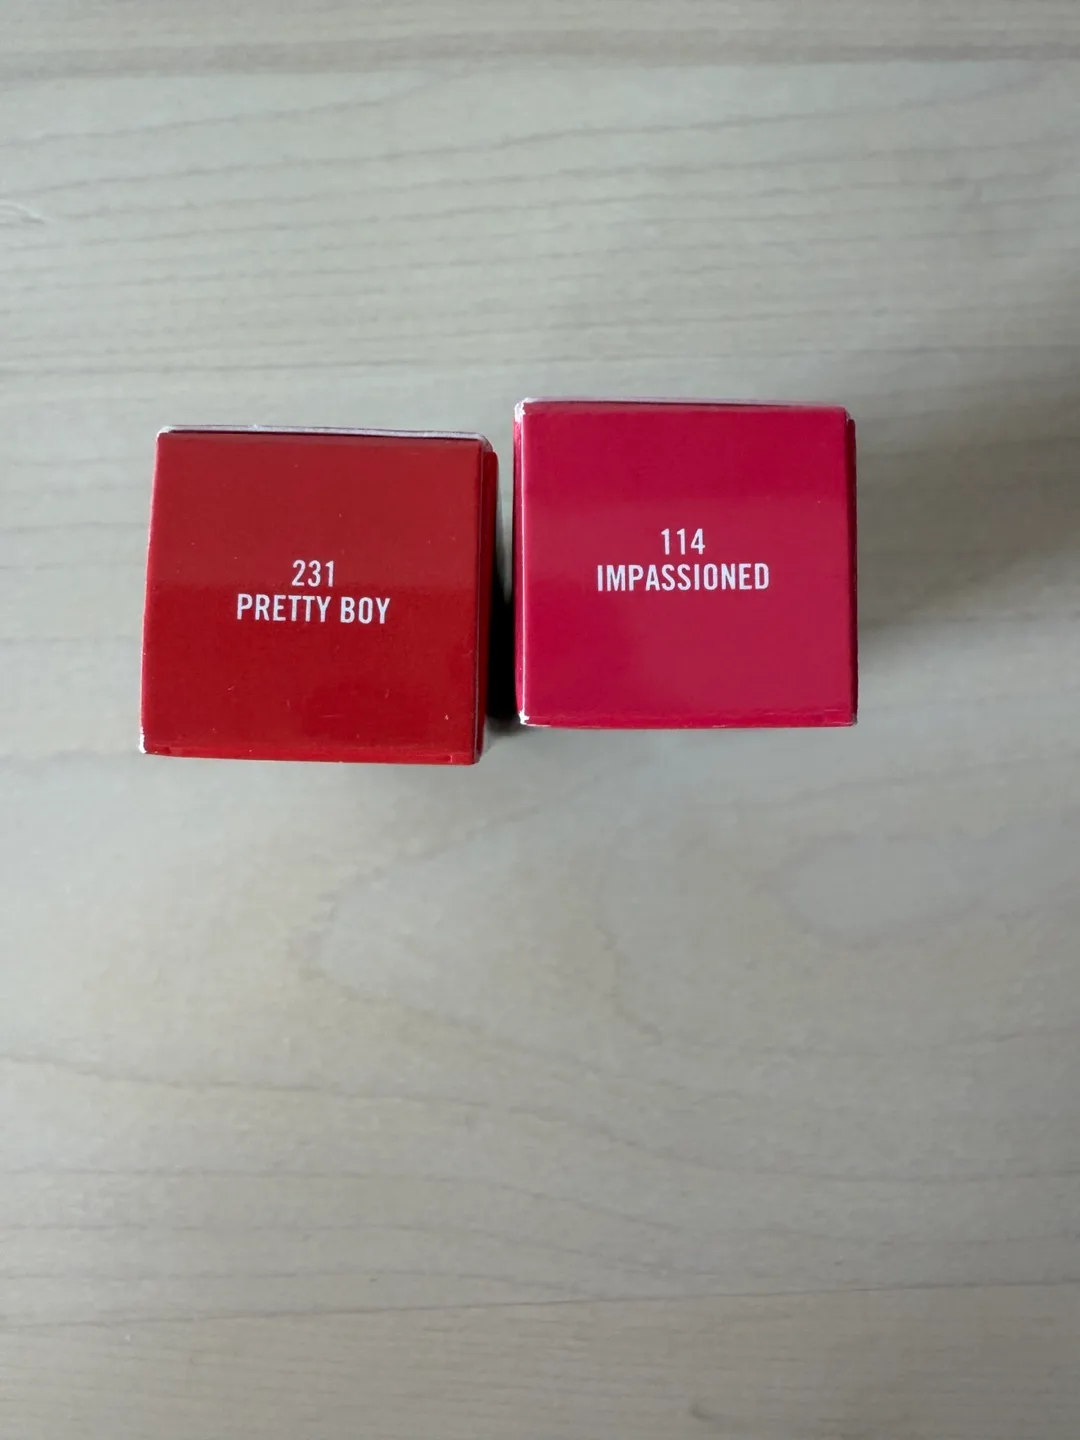 231
PRETTY BOY
114
IMPASSIONED